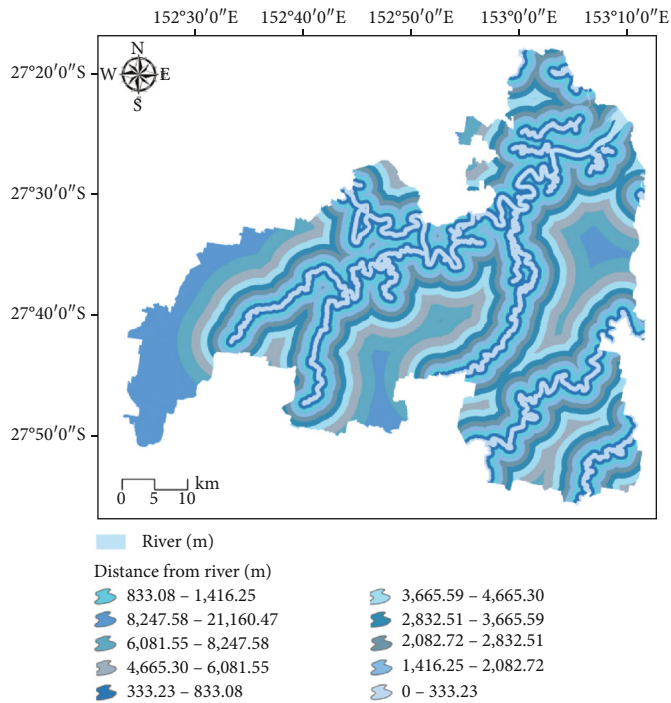 152°30′0″E 152°40′0″E 152°50′0″E 153°0′0″E 153°10′0″E
27°20′0″S
27°30′0″S
27°40′0″S
27°50′0″S
N
W E
S
km
0 5 10
River (m)
Distance from river (m)
833.08 – 1,416.25
8,247.58 – 21,160.47
6,081.55 – 8,247.58
4,665.30 – 6,081.55
333.23 – 833.08
3,665.59 – 4,665.30
2,832.51 – 3,665.59
2,082.72 – 2,832.51
1,416.25 – 2,082.72
0 – 333.23